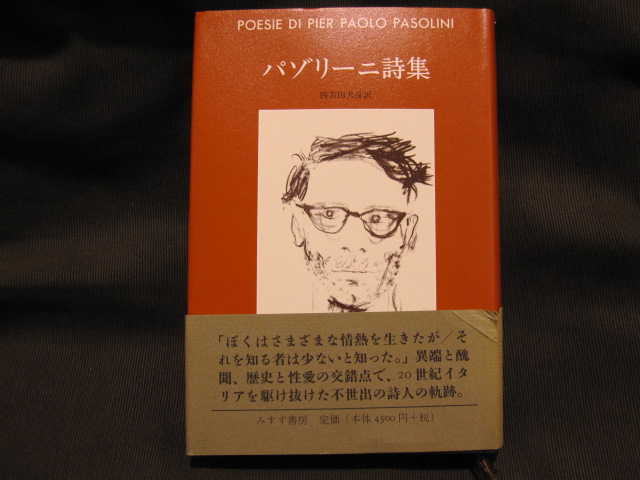 POESIE DI PIER PAOLO PASOLINI
パゾリーニ詩集
四方田犬彦訳
「ぼくはさまざまな情熱を生きたが／そ
れを知る者は少ないと知った。」異端と醜
聞、歴史と性愛の交錯点で、20世紀イタ
リアを駆け抜けた不世出の詩人の軌跡。
みすず書房　定価（本体4500円+税）